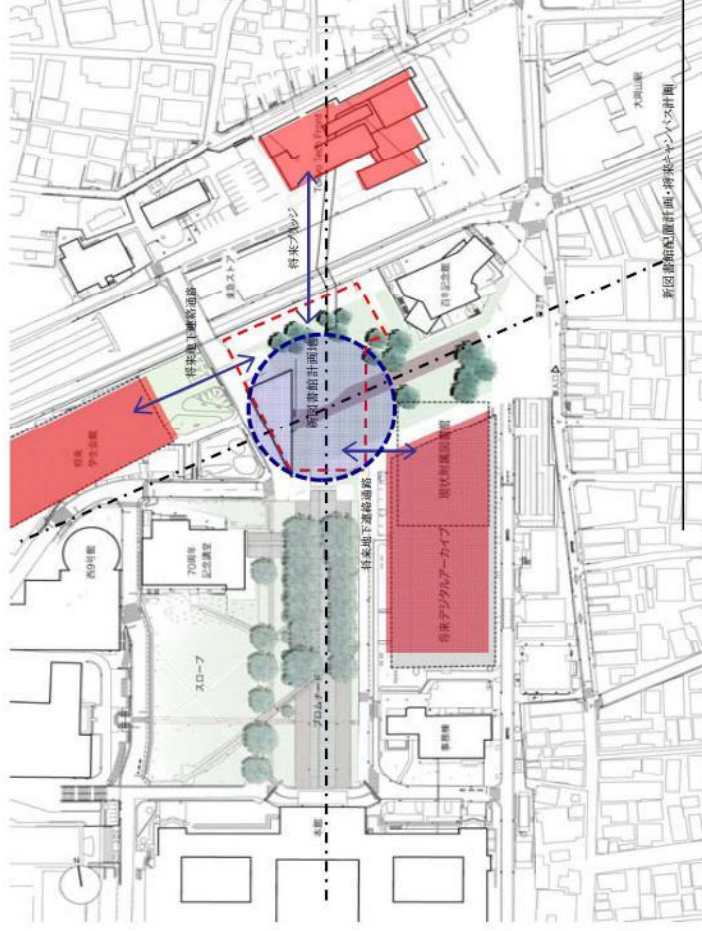 新図書館配置計画・将来キャンパス計画
大岡山駅
Tokyo Tech Front
将来ブリッジ
東急ストア
百年記念館
正門
将来地下連絡通路
新図書館計画地
将来
学生会館
将来地下連絡通路
現状附属図書館
将来デジタルアーカイブ
西9号館
70周年
記念講堂
スロープ
プロムナード
事務棟
本館